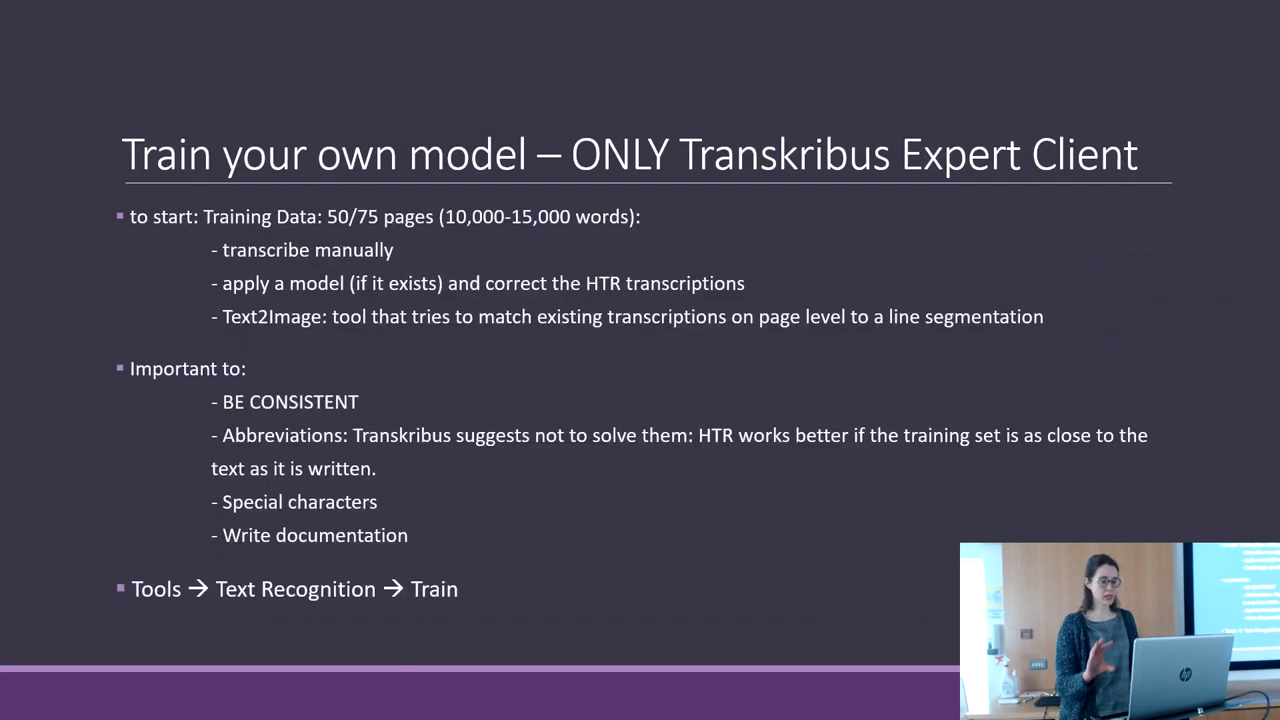 Train your own model – ONLY Transkribus Expert Client
▪ to start: Training Data: 50/75 pages (10,000-15,000 words):
- transcribe manually
- apply a model (if it exists) and correct the HTR transcriptions
- Text2Image: tool that tries to match existing transcriptions on page level to a line segmentation
▪ Important to:
- BE CONSISTENT
- Abbreviations: Transkribus suggests not to solve them: HTR works better if the training set is as close to the
text as it is written.
- Special characters
- Write documentation
▪ Tools → Text Recognition → Train
hp